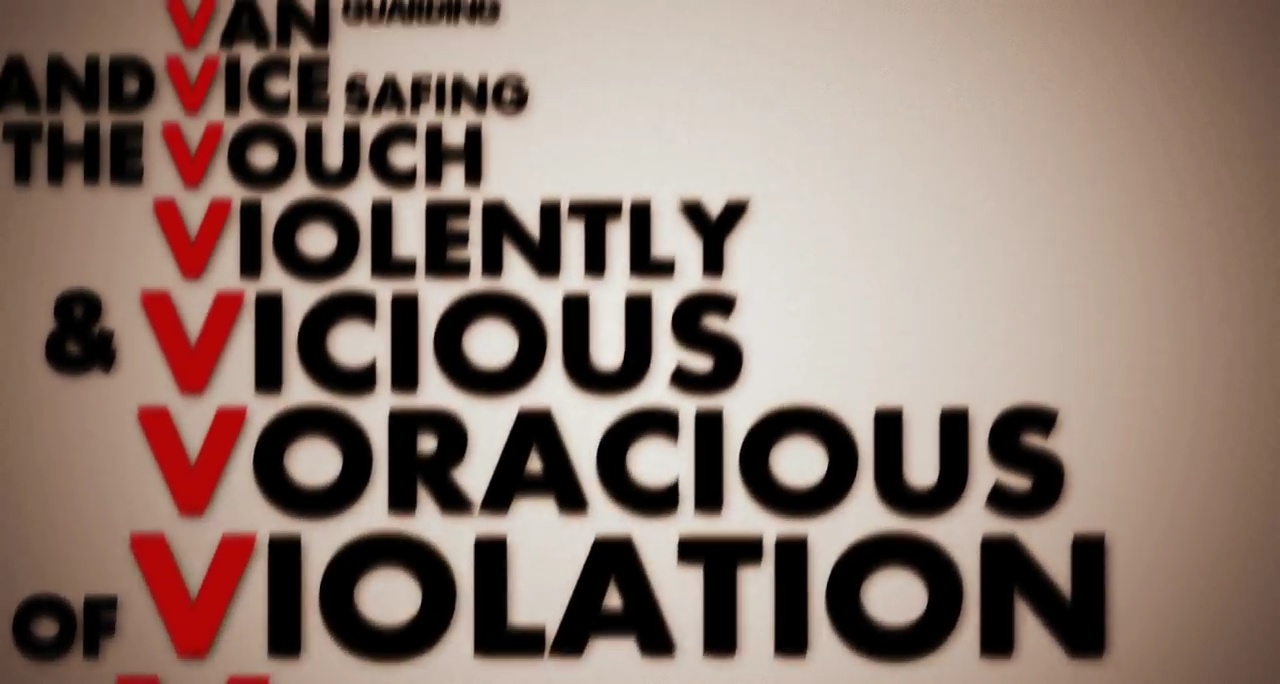 VAN GUARDING
AND VICE SAFING
THE VOUCH
VIOLENTLY
& VICIOUS
VORACIOUS
OF VIOLATION